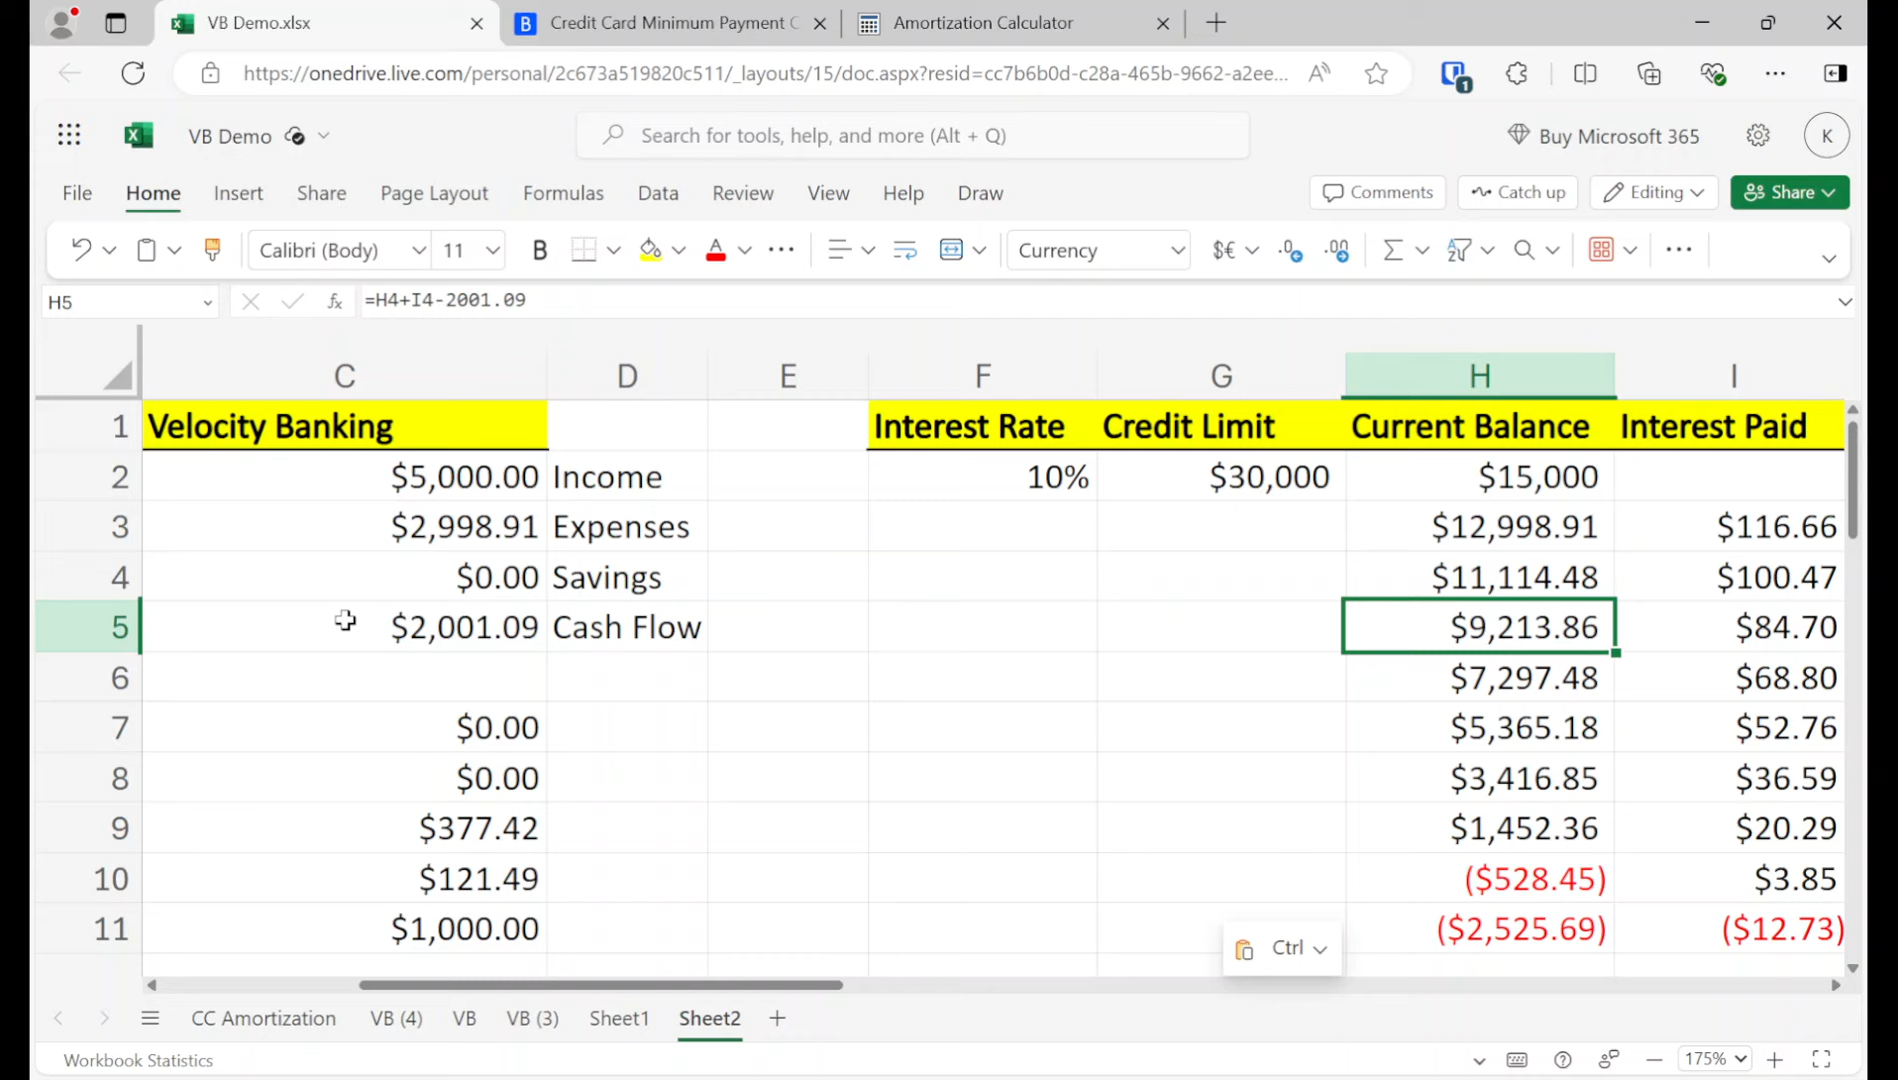 VB Demo.xlsx
Credit Card Minimum Payment C
Amortization Calculator
https://onedrive.live.com/personal/2c673a519820c511/_layouts/15/doc.aspx?resid=cc7b6b0d-c28a-465b-9662-a2ee...
VB Demo
Search for tools, help, and more (Alt + Q)
Buy Microsoft 365
K
File Home Insert Share Page Layout Formulas Data Review View Help Draw
Comments Catch up Editing Share
Calibri (Body) 11 B A Currency $€
H5 fx =H4+I4-2001.09
C D E F G H I
1 Velocity Banking Interest Rate Credit Limit Current Balance Interest Paid
2 $5,000.00 Income 10% $30,000 $15,000
3 $2,998.91 Expenses $12,998.91 $116.66
4 $0.00 Savings $11,114.48 $100.47
5 $2,001.09 Cash Flow $9,213.86 $84.70
6 $7,297.48 $68.80
7 $0.00 $5,365.18 $52.76
8 $0.00 $3,416.85 $36.59
9 $377.42 $1,452.36 $20.29
10 $121.49 ($528.45) $3.85
11 $1,000.00 ($2,525.69) ($12.73)
Ctrl
CC Amortization VB (4) VB VB (3) Sheet1 Sheet2
Workbook Statistics 175%